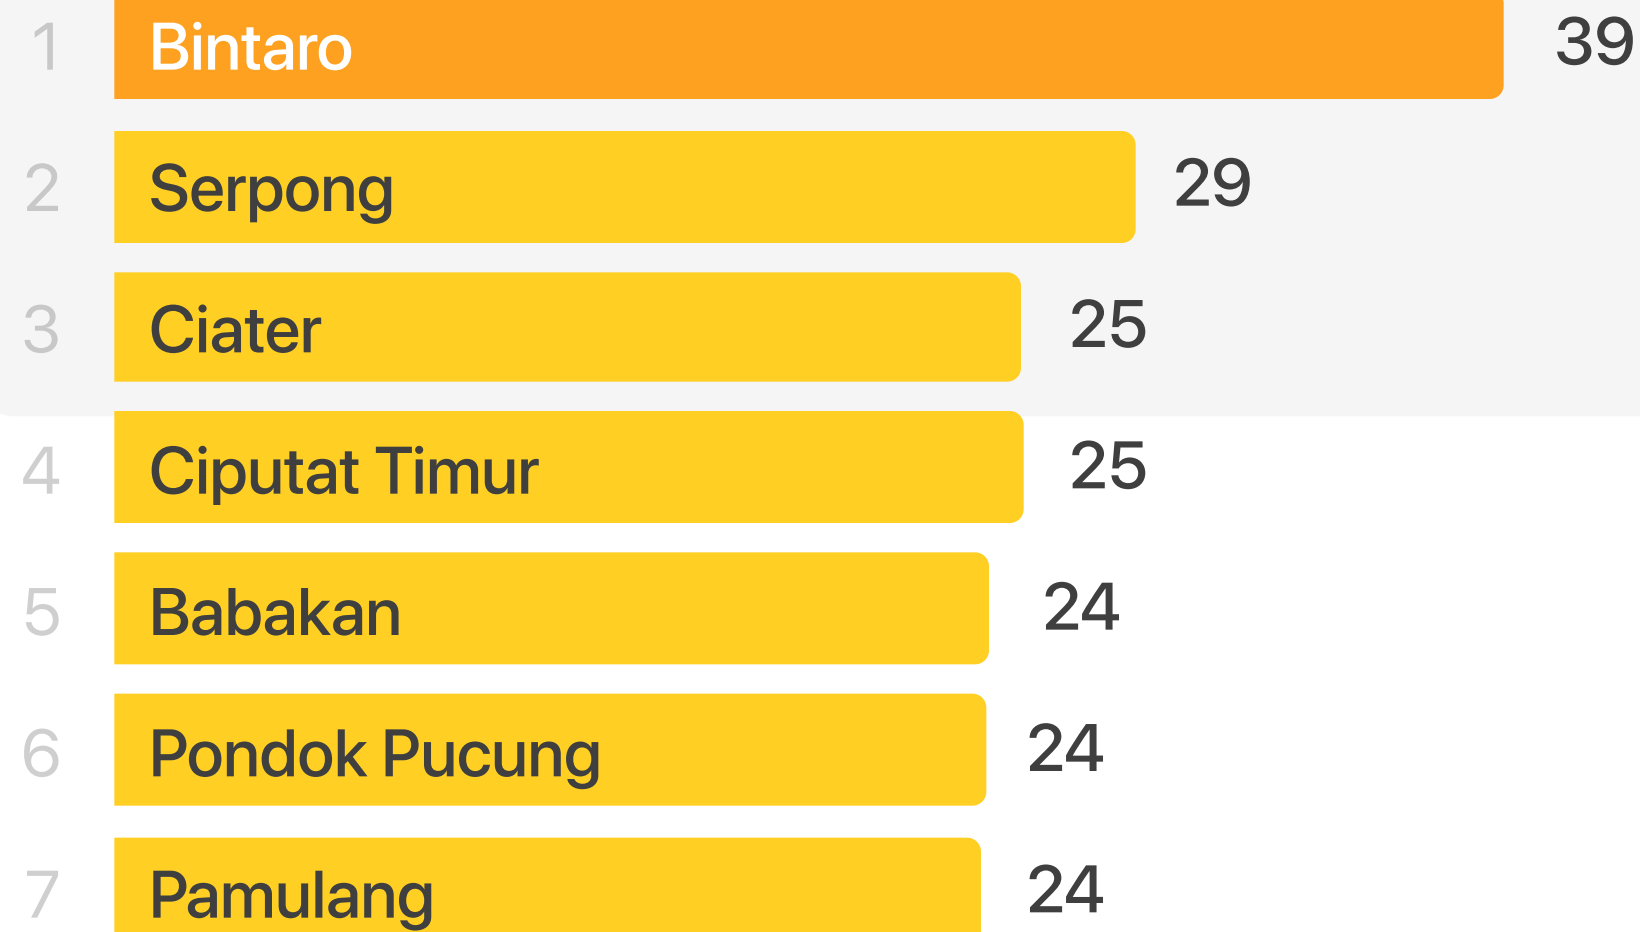 1 Bintaro 39
2 Serpong 29
3 Ciater 25
4 Ciputat Timur 25
5 Babakan 24
6 Pondok Pucung 24
7 Pamulang 24